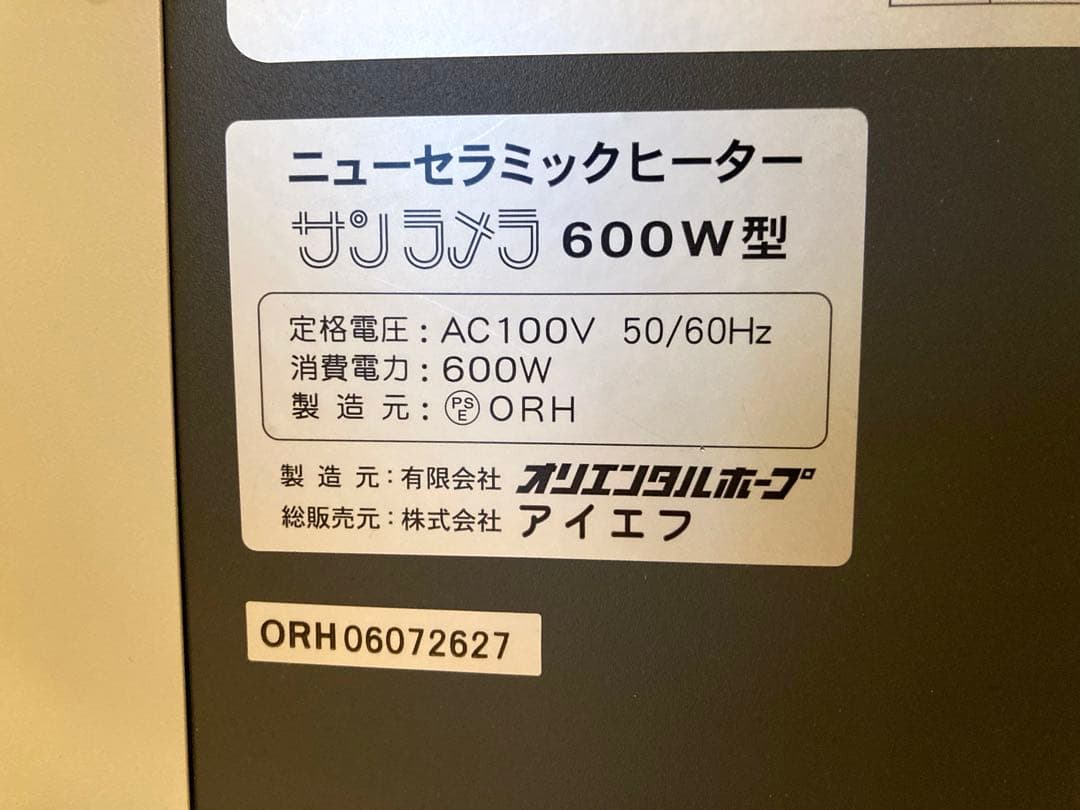 ニューセラミックヒーター
サンラメラ 600W型
定格電圧：AC100V 50/60Hz
消費電力：600W
製造元：PSE ORH
製造元：有限会社 オリエンタルホープ
総販売元：株式会社 アイエフ
ORH06072627